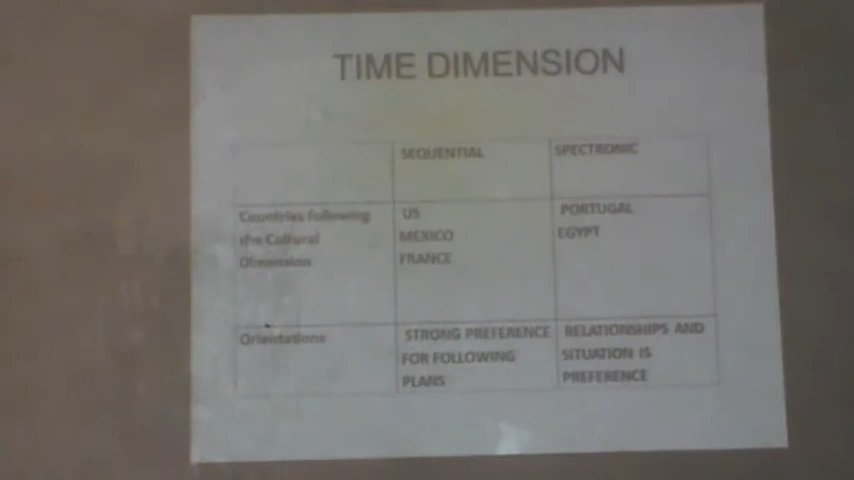 TIME DIMENSION
SEQUENTIAL
SPECTRONIC
Countries following
the Cultural
Dimension
US
MEXICO
FRANCE
PORTUGAL
EGYPT
Orientations
STRONG PREFERENCE
FOR FOLLOWING
PLANS
RELATIONSHIPS AND
SITUATION IS
PREFERENCE